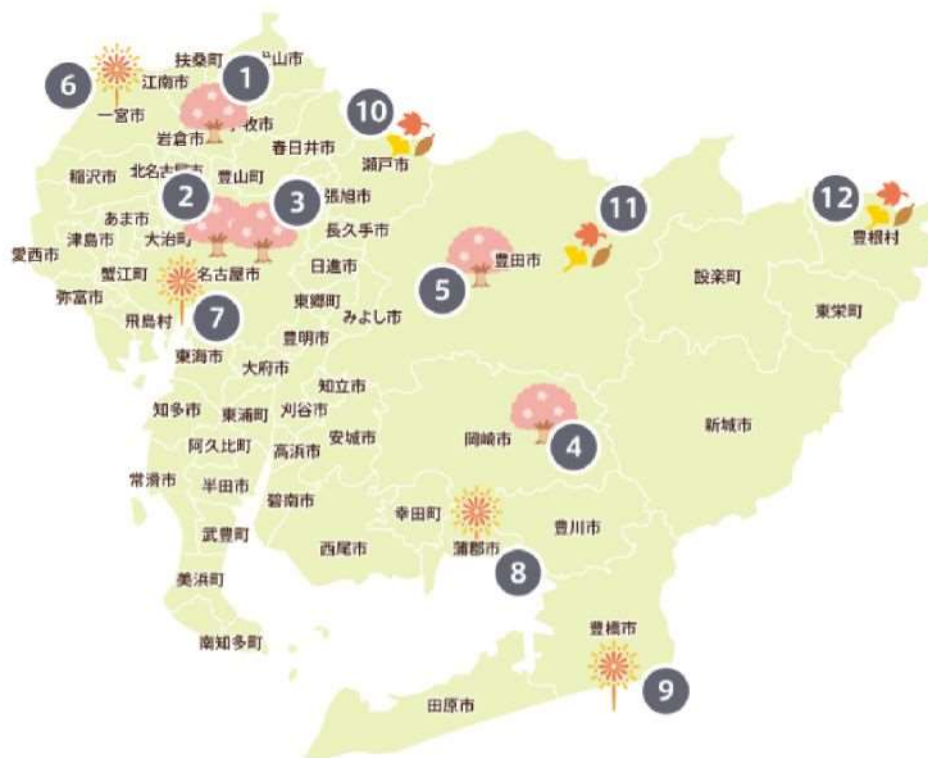 扶桑町
山市
6
1
江南市
一宮市
10
牧市
岩倉市
春日井市
瀬戸市
稲沢市
北名古屋市
豊山町
張旭市
12
2
3
11
あま市
長久手市
津島市
大治町
豊根村
愛西市
日進市
豊田市
蟹江町
名古屋市
設楽町
5
弥富市
東郷町
東栄町
みよし市
飛島村
7
豊明市
東海市
大府市
知立市
知多市
東浦町
刈谷市
新城市
安城市
岡崎市
4
阿久比町
高浜市
常滑市
半田市
碧南市
幸田町
豊川市
武豊町
西尾市
蒲郡市
8
美浜町
豊橋市
南知多町
9
田原市